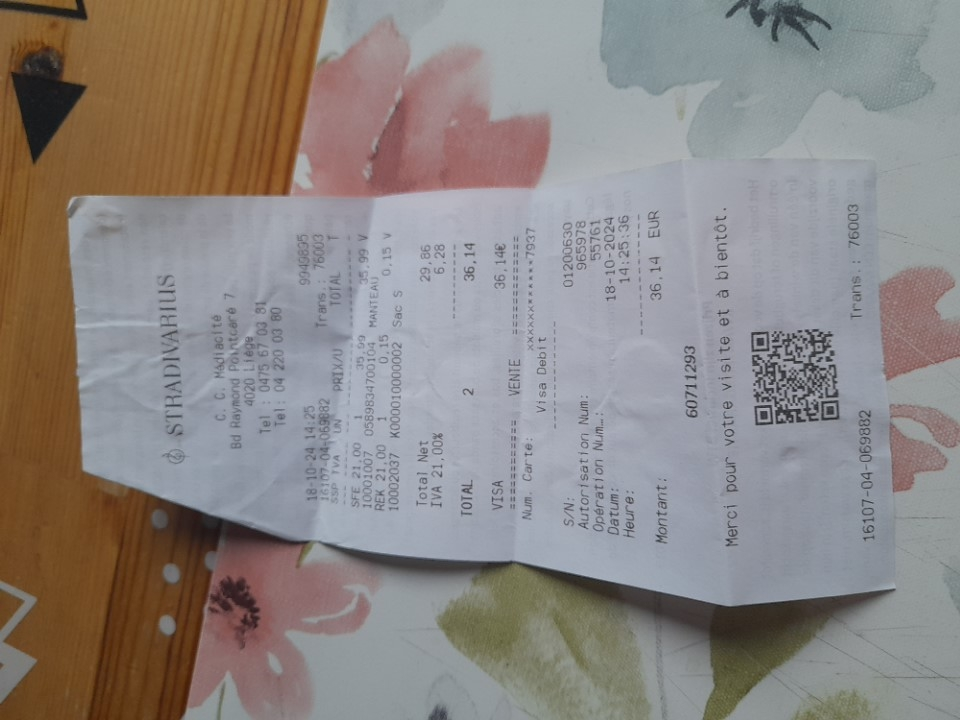 STRADIVARIUS
C. C. Médiacité
Bd Raymond Poincaré 7
4020 Liège
Tel : 0475 67 03 81
Tel: 04 220 03 80
18-10-24 14:25 9949835
16107-04-069882 Trans.: 76003
SSP TVA UN PRIX/U TOTAL T
SFE 21,00 1 35,99 35,99 V
10001007 05898834700104 MANTEAU
REK 21,00 1 0,15 0,15 V
10002037 K000010000002 Sac S
Total Net 29,86
IVA 21,00% 6,28
TOTAL 2 36,14
VISA 36,14€
=========== VENTE ===========
Num. Carté: xxxxxxxxxxxx7937
Visa Debit
S/N: 01200630
Autorisation Num: 965978
Opération Num.: 55761
Datum: 18-10-2024
Heure: 14:25:36
Montant: 36.14 EUR
60711293
Merci pour votre visite et à bientôt.
16107-04-069882 Trans.: 76003